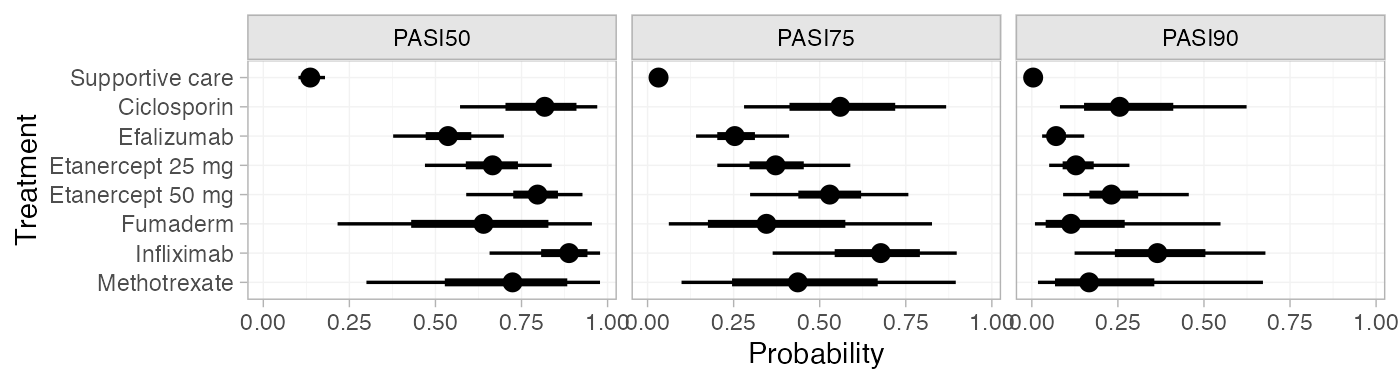 PASI50 PASI75 PASI90
Treatment
Supportive care
Ciclosporin
Efalizumab
Etanercept 25 mg
Etanercept 50 mg
Fumaderm
Infliximab
Methotrexate
0.00 0.25 0.50 0.75 1.00 0.00 0.25 0.50 0.75 1.00 0.00 0.25 0.50 0.75 1.00
Probability